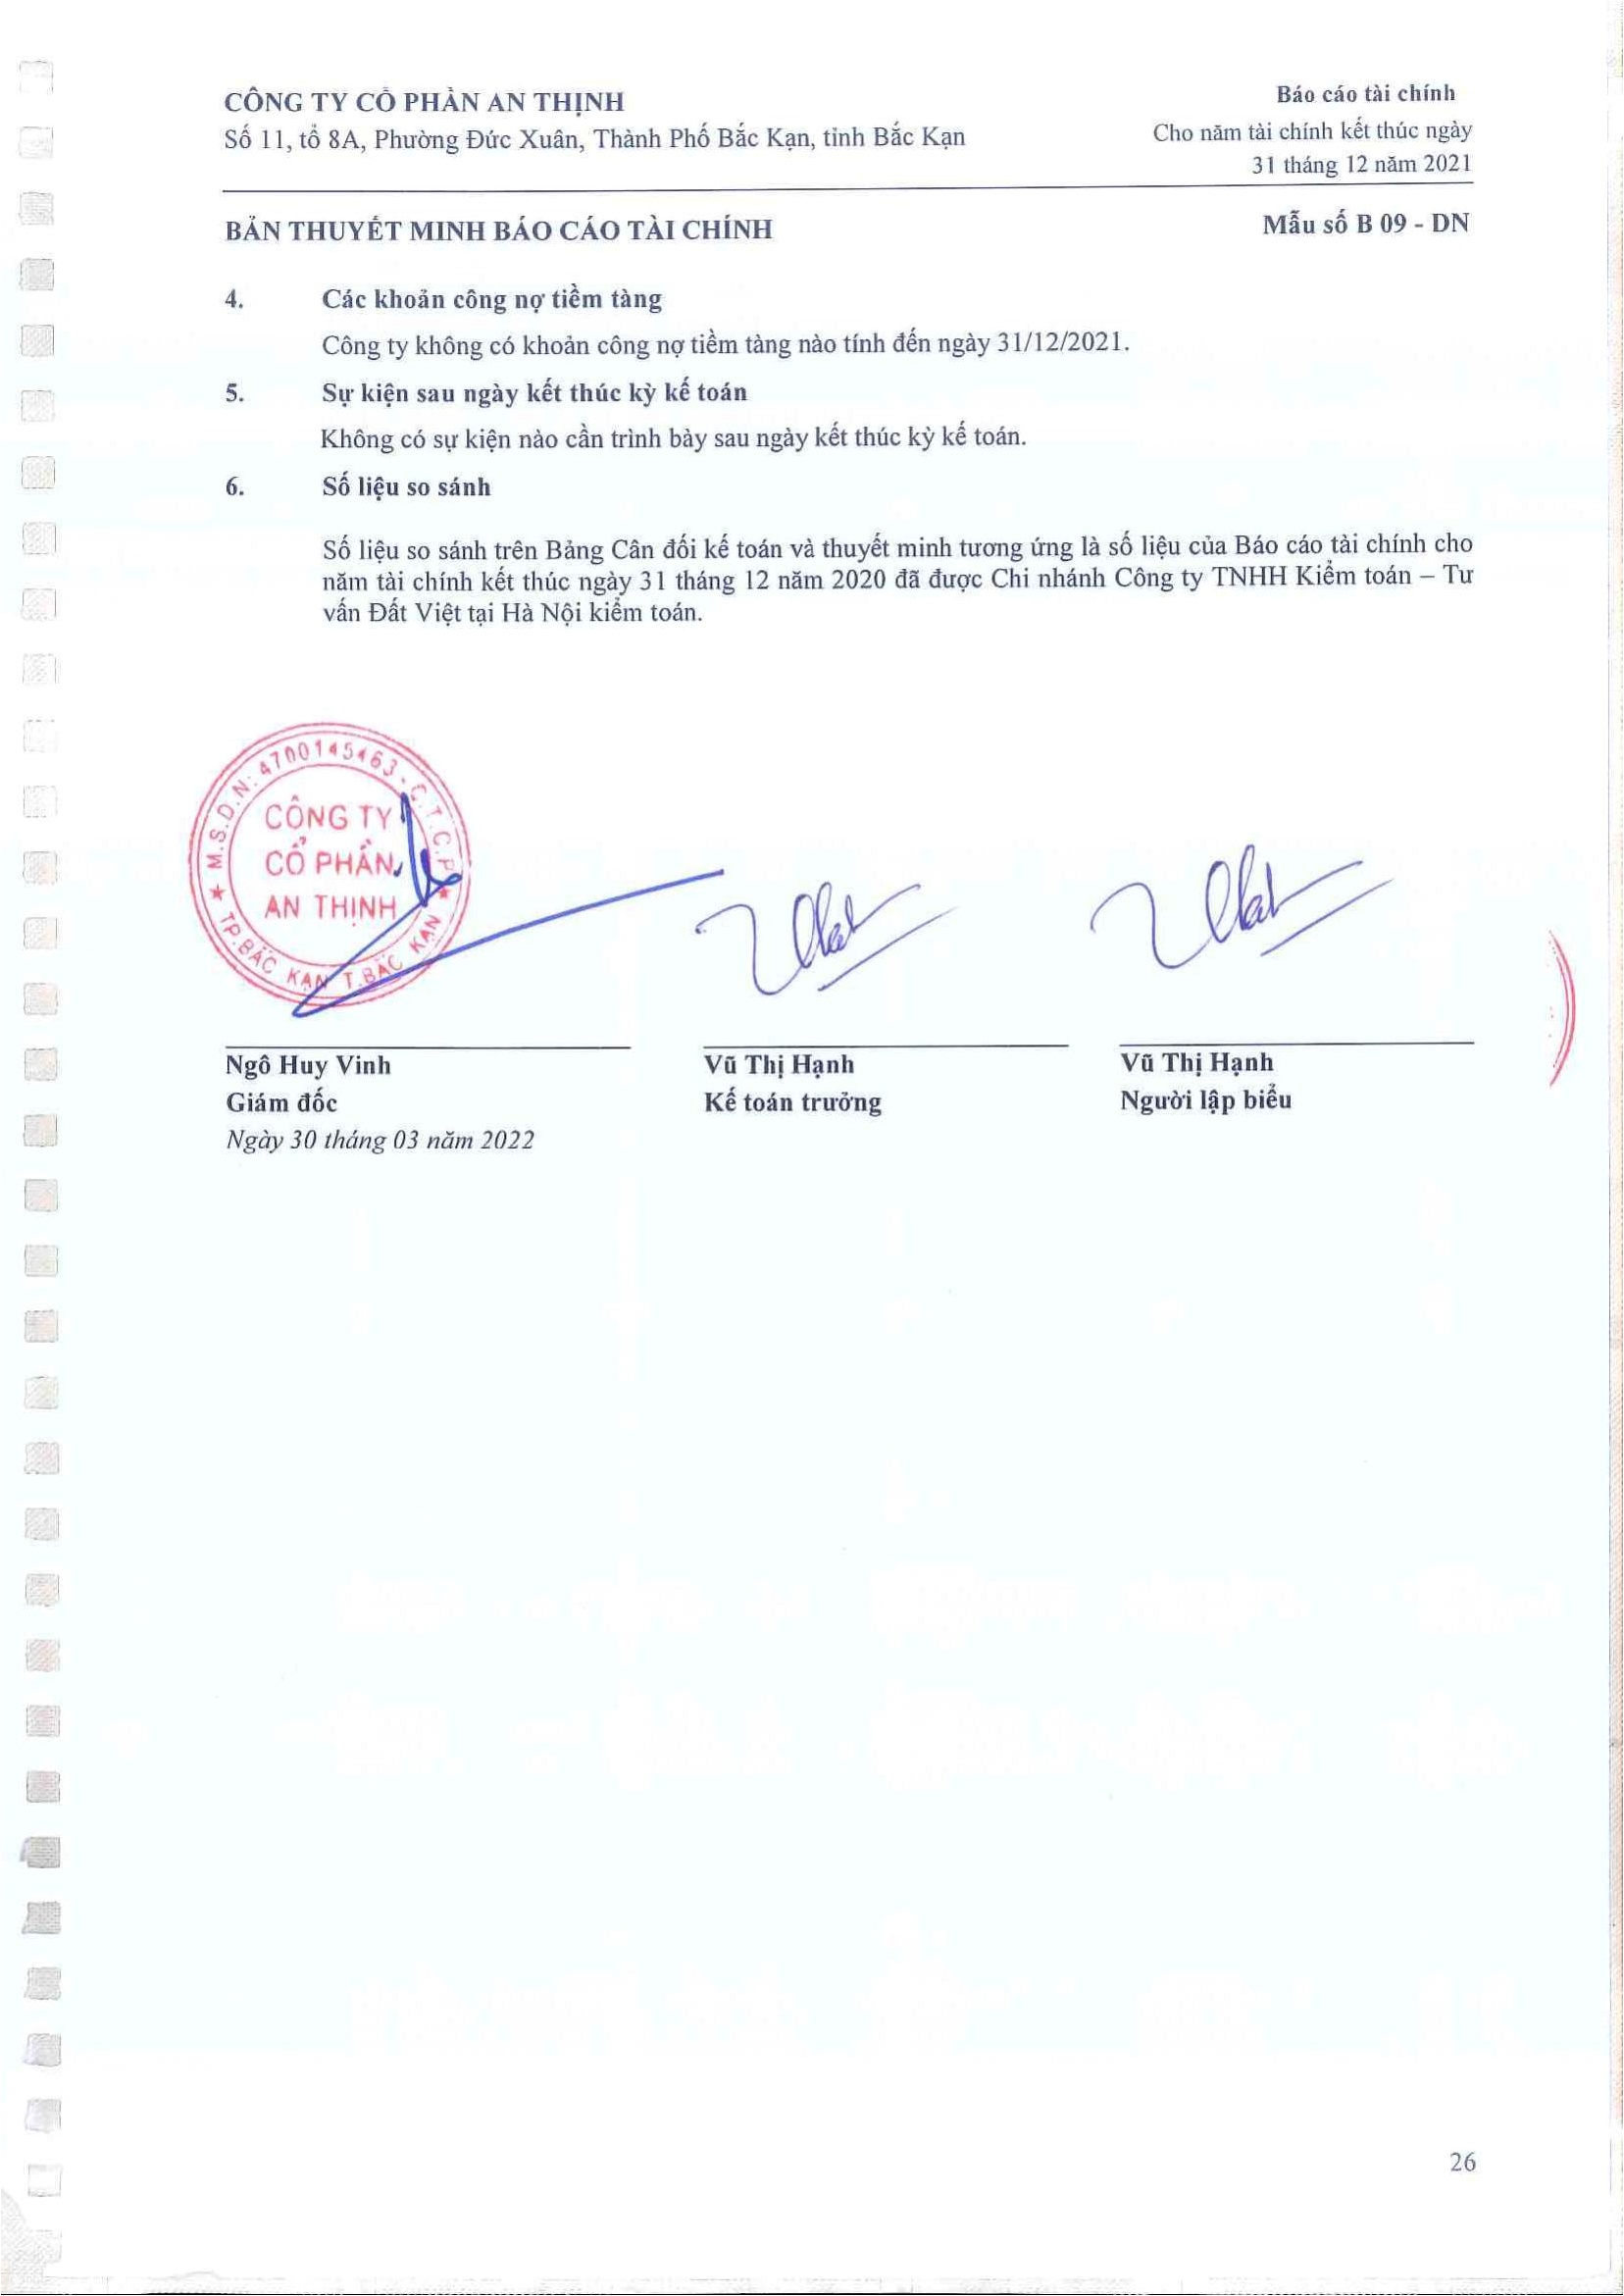 CÔNG TY CỔ PHẦN AN THỊNH
Số 11, tổ 8A, Phường Đức Xuân, Thành Phố Bắc Kạn, tỉnh Bắc Kạn
Báo cáo tài chính
Cho năm tài chính kết thúc ngày
31 tháng 12 năm 2021
BẢN THUYẾT MINH BÁO CÁO TÀI CHÍNH
Mẫu số B 09 - DN
4. Các khoản công nợ tiềm tàng
Công ty không có khoản công nợ tiềm tàng nào tính đến ngày 31/12/2021.
5. Sự kiện sau ngày kết thúc kỳ kế toán
Không có sự kiện nào cần trình bày sau ngày kết thúc kỳ kế toán.
6. Số liệu so sánh
Số liệu so sánh trên Bảng Cân đối kế toán và thuyết minh tương ứng là số liệu của Báo cáo tài chính cho
năm tài chính kết thúc ngày 31 tháng 12 năm 2020 đã được Chi nhánh Công ty TNHH Kiểm toán – Tư
vấn Đất Việt tại Hà Nội kiểm toán.
M.S.D.N: 4700145463 - C.T.C.P
CÔNG TY
CỔ PHẦN
AN THỊNH
TP.BẮC KẠN T.BẮC KẠN
Ngô Huy Vinh
Giám đốc
Ngày 30 tháng 03 năm 2022
Vũ Thị Hạnh
Kế toán trưởng
Vũ Thị Hạnh
Người lập biểu
26